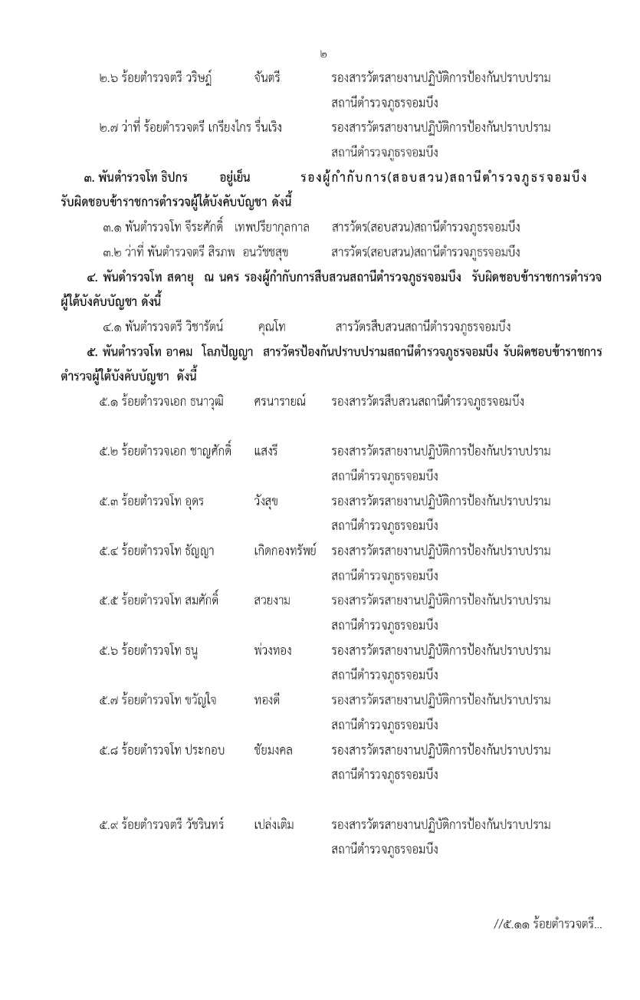 ๒
๒.๖ ร้อยตำรวจตรี วริษฎ์ จันตรี รองสารวัตรสายงานปฏิบัติการป้องกันปราบปราม
สถานีตำรวจภูธรจอมบึง
๒.๗ ว่าที่ ร้อยตำรวจตรี เกรียงไกร รื่นเริง รองสารวัตรสายงานปฏิบัติการป้องกันปราบปราม
สถานีตำรวจภูธรจอมบึง
๓. พันตำรวจโท ธิปกร อยู่เย็น รองผู้กำกับการ(สอบสวน)สถานีตำรวจภูธรจอมบึง
รับผิดชอบข้าราชการตำรวจผู้ใต้บังคับบัญชา ดังนี้
๓.๑ พันตำรวจโท จีระศักดิ์ เทพปรียากุลกาล สารวัตร(สอบสวน)สถานีตำรวจภูธรจอมบึง
๓.๒ ว่าที่ พันตำรวจตรี สิรภพ อนวัชชสุข สารวัตร(สอบสวน)สถานีตำรวจภูธรจอมบึง
๔. พันตำรวจโท สดายุ ณ นคร รองผู้กำกับการสืบสวนสถานีตำรวจภูธรจอมบึง รับผิดชอบข้าราชการตำรวจ
ผู้ใต้บังคับบัญชา ดังนี้
๔.๑ พันตำรวจตรี วิชารัตน์ คุณโท สารวัตรสืบสวนสถานีตำรวจภูธรจอมบึง
๕. พันตำรวจโท อาคม โลภปัญญา สารวัตรป้องกันปราบปรามสถานีตำรวจภูธรจอมบึง รับผิดชอบข้าราชการ
ตำรวจผู้ใต้บังคับบัญชา ดังนี้
๕.๑ ร้อยตำรวจเอก ธนาวุฒิ ศรนารายณ์ รองสารวัตรสืบสวนสถานีตำรวจภูธรจอมบึง
๕.๒ ร้อยตำรวจเอก ชาญศักดิ์ แสงรี รองสารวัตรสายงานปฏิบัติการป้องกันปราบปราม
สถานีตำรวจภูธรจอมบึง
๕.๓ ร้อยตำรวจโท อุดร วังสุข รองสารวัตรสายงานปฏิบัติการป้องกันปราบปราม
สถานีตำรวจภูธรจอมบึง
๕.๔ ร้อยตำรวจโท ธัญญา เกิดกองทรัพย์ รองสารวัตรสายงานปฏิบัติการป้องกันปราบปราม
สถานีตำรวจภูธรจอมบึง
๕.๕ ร้อยตำรวจโท สมศักดิ์ สวยงาม รองสารวัตรสายงานปฏิบัติการป้องกันปราบปราม
สถานีตำรวจภูธรจอมบึง
๕.๖ ร้อยตำรวจโท ธนู พ่วงทอง รองสารวัตรสายงานปฏิบัติการป้องกันปราบปราม
สถานีตำรวจภูธรจอมบึง
๕.๗ ร้อยตำรวจโท ขวัญใจ ทองดี รองสารวัตรสายงานปฏิบัติการป้องกันปราบปราม
สถานีตำรวจภูธรจอมบึง
๕.๘ ร้อยตำรวจโท ประกอบ ชัยมงคล รองสารวัตรสายงานปฏิบัติการป้องกันปราบปราม
สถานีตำรวจภูธรจอมบึง
๕.๙ ร้อยตำรวจตรี วัชรินทร์ เปล่งเติม รองสารวัตรสายงานปฏิบัติการป้องกันปราบปราม
สถานีตำรวจภูธรจอมบึง
//๕.๑๑ ร้อยตำรวจตรี...